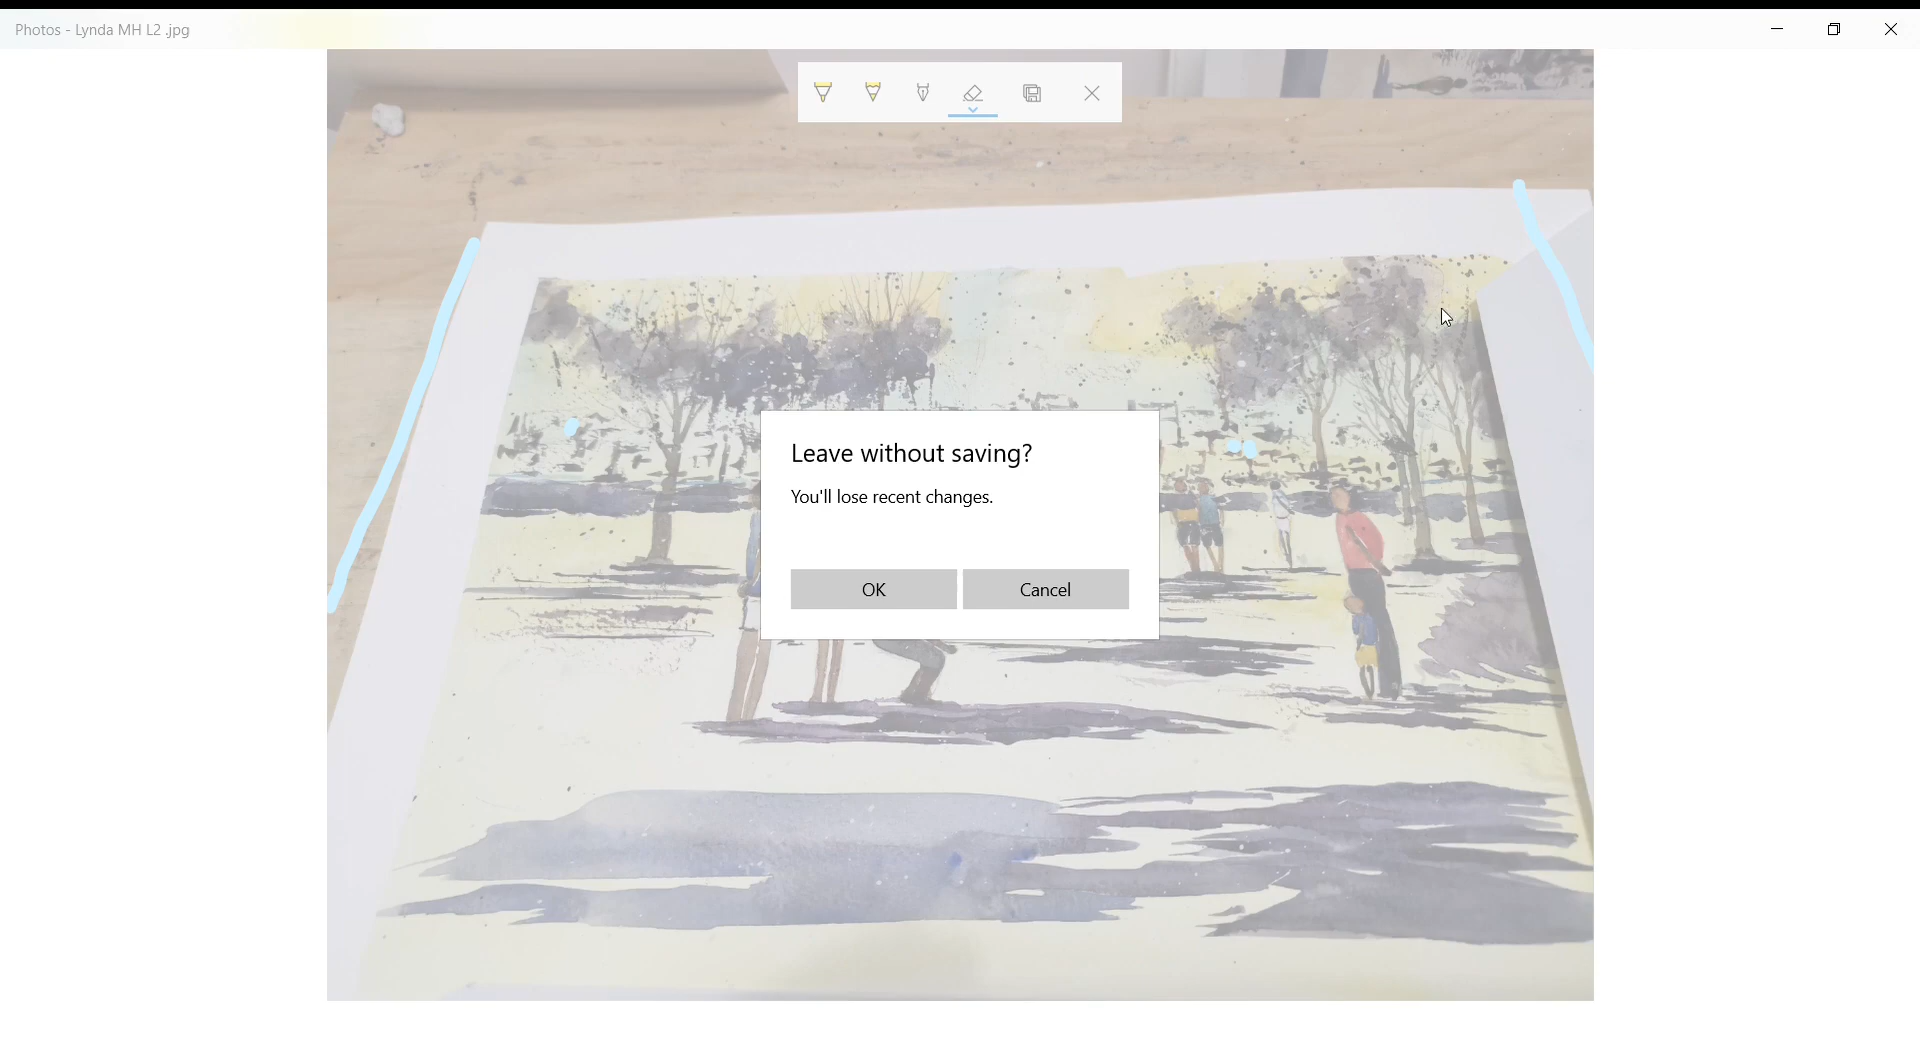 Photos - Lynda MH L2 .jpg
Leave without saving?
You'll lose recent changes.
OK
Cancel